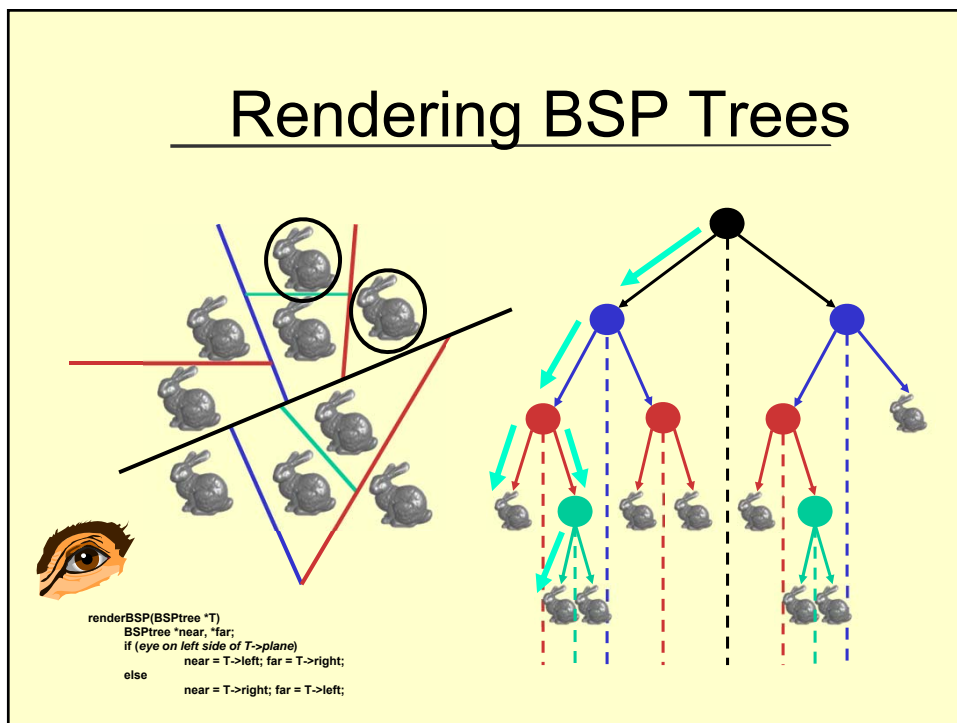 Rendering BSP Trees
renderBSP(BSPtree *T)
BSPtree *near, *far;
if (eye on left side of T->plane)
near = T->left; far = T->right;
else
near = T->right; far = T->left;